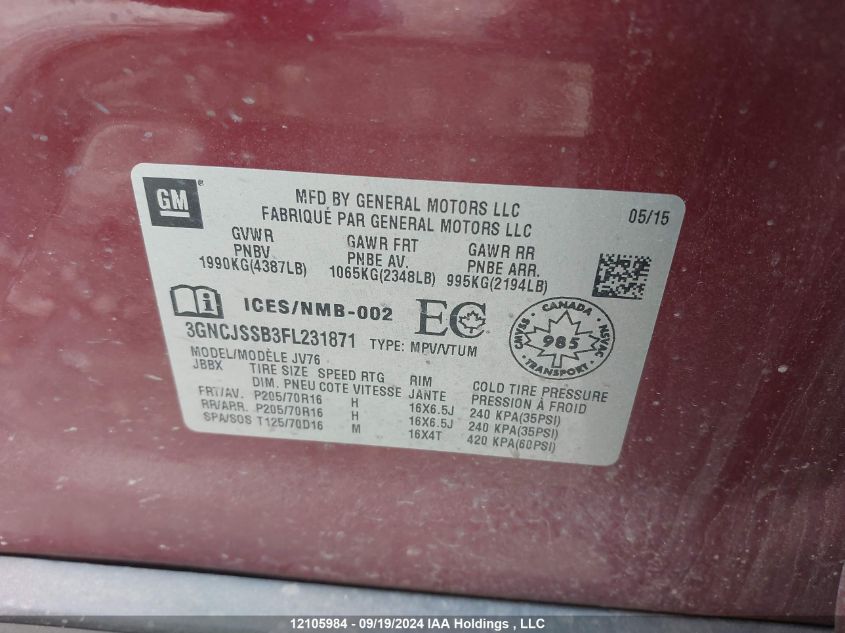 GM®
MFD BY GENERAL MOTORS LLC
FABRIQUÉ PAR GENERAL MOTORS LLC
05/15
GVWR GAWR FRT GAWR RR
PNBV PNBE AV. PNBE ARR.
1990KG(4387LB) 1065KG(2348LB) 995KG(2194LB)
i ICES/NMB-002 EC
3GNCJSSB3FL231871 TYPE: MPV/VTUM
CANADA
SVMAC 985 NSVAC
TRANSPORT
MODEL/MODÈLE JV76
JBBX TIRE SIZE SPEED RTG RIM COLD TIRE PRESSURE
DIM. PNEU COTE VITESSE JANTE PRESSION À FROID
FRT/AV. P205/70R16 H 16X6.5J 240 KPA(35PSI)
RR/ARR. P205/70R16 H 16X6.5J 240 KPA(35PSI)
SPA/SOS T125/70D16 M 16X4T 420 KPA(60PSI)
12105984 - 09/19/2024 IAA Holdings , LLC